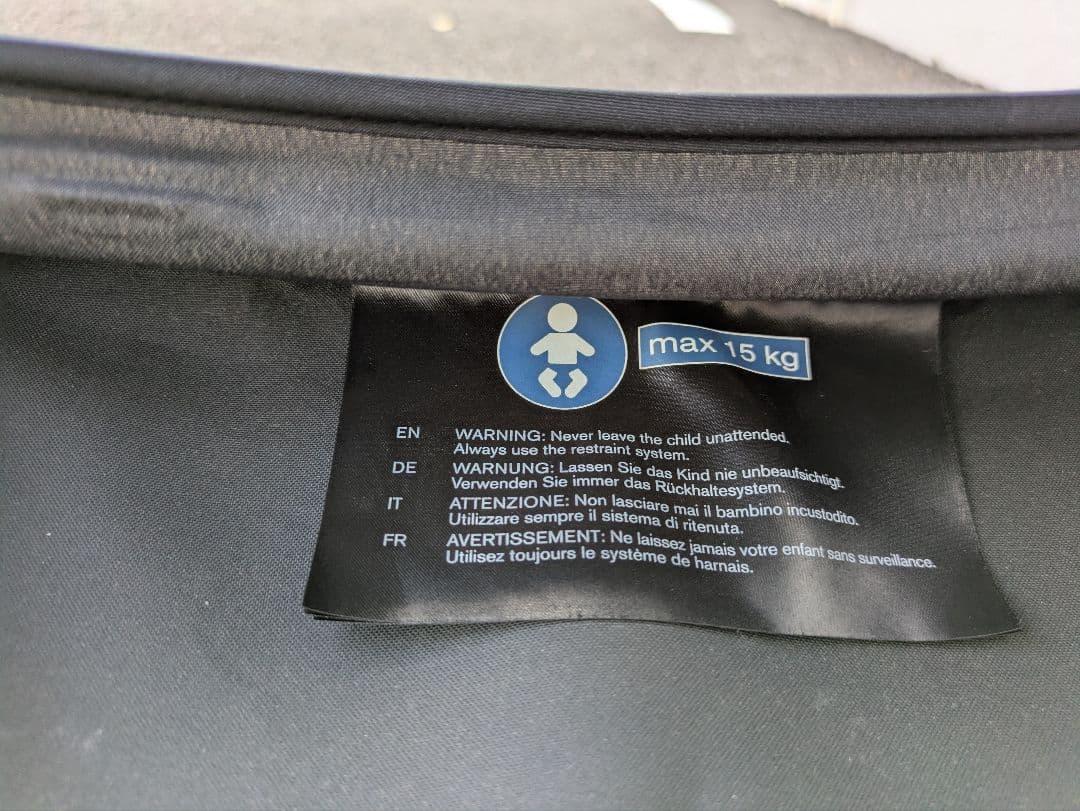 max 15 kg
EN WARNING: Never leave the child unattended.
Always use the restraint system.
DE WARNUNG: Lassen Sie das Kind nie unbeaufsichtigt.
Verwenden Sie immer das Rückhaltesystem.
IT ATTENZIONE: Non lasciare mai il bambino incustodito.
Utilizzare sempre il sistema di ritenuta.
FR AVERTISSEMENT: Ne laissez jamais votre enfant sans surveillance.
Utilisez toujours le système de harnais.